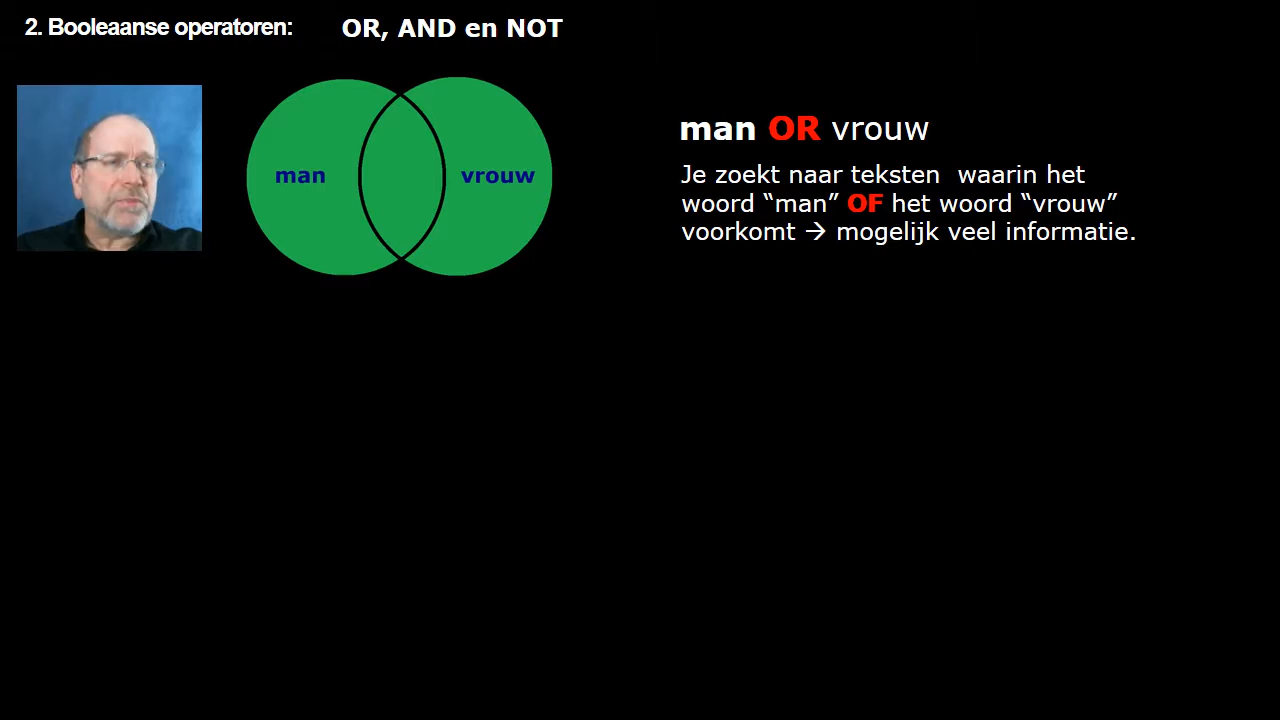 2. Booleaanse operatoren: OR, AND en NOT
man
vrouw
man OR vrouw
Je zoekt naar teksten  waarin het
woord “man” OF het woord “vrouw”
voorkomt → mogelijk veel informatie.